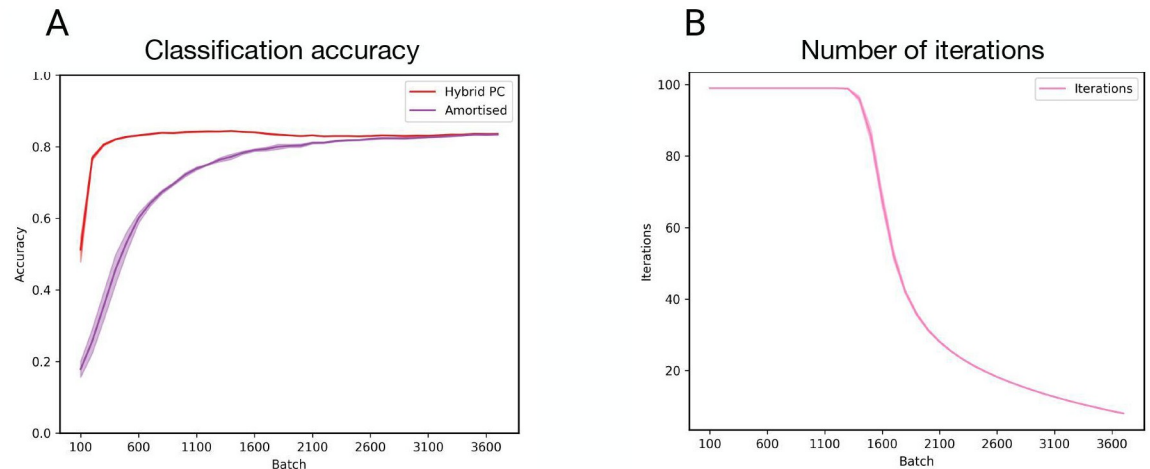 A
Classification accuracy
1.0
0.8
0.6
0.4
0.2
0.0
Accuracy
Hybrid PC
Amortised
100 600 1100 1600 2100 2600 3100 3600
Batch
B
Number of iterations
100
80
60
40
20
Iterations
Iterations
100 600 1100 1600 2100 2600 3100 3600
Batch